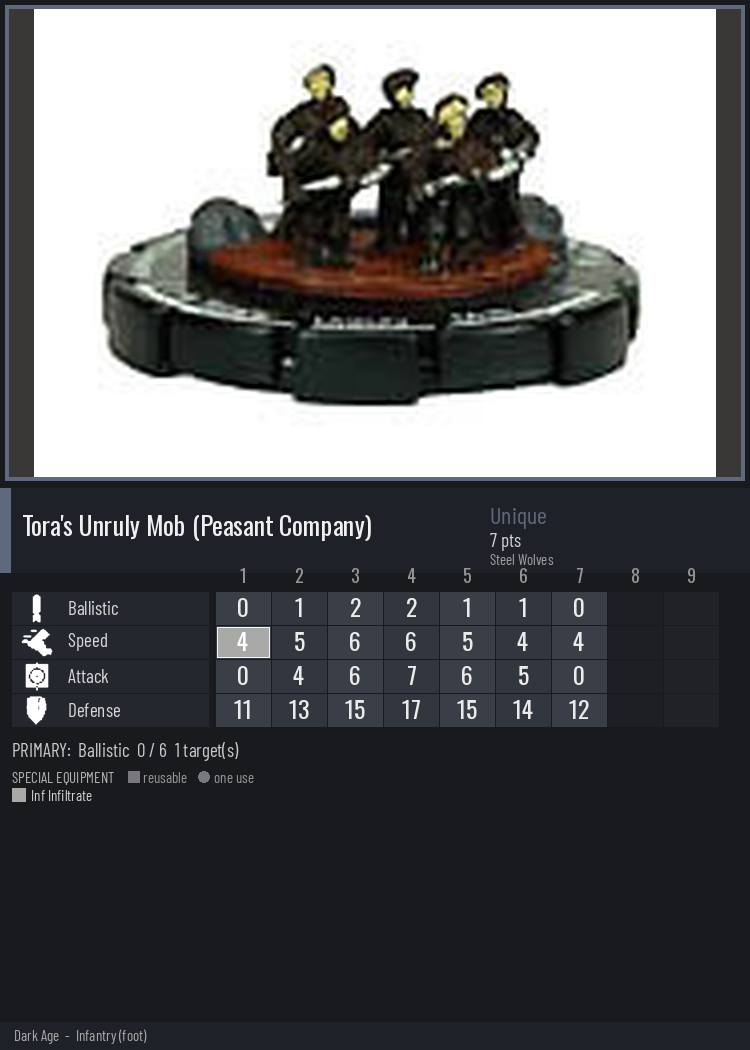 Tora's Unruly Mob (Peasant Company)
Unique
7 pts
Steel Wolves
1 2 3 4 5 6 7 8 9
Ballistic 0 1 2 2 1 1 0
Speed 4 5 6 6 5 4 4
Attack 0 4 6 7 6 5 0
Defense 11 13 15 17 15 14 12
PRIMARY: Ballistic 0 / 6 1 target(s)
SPECIAL EQUIPMENT reusable one use
Inf Infiltrate
Dark Age - Infantry (foot)